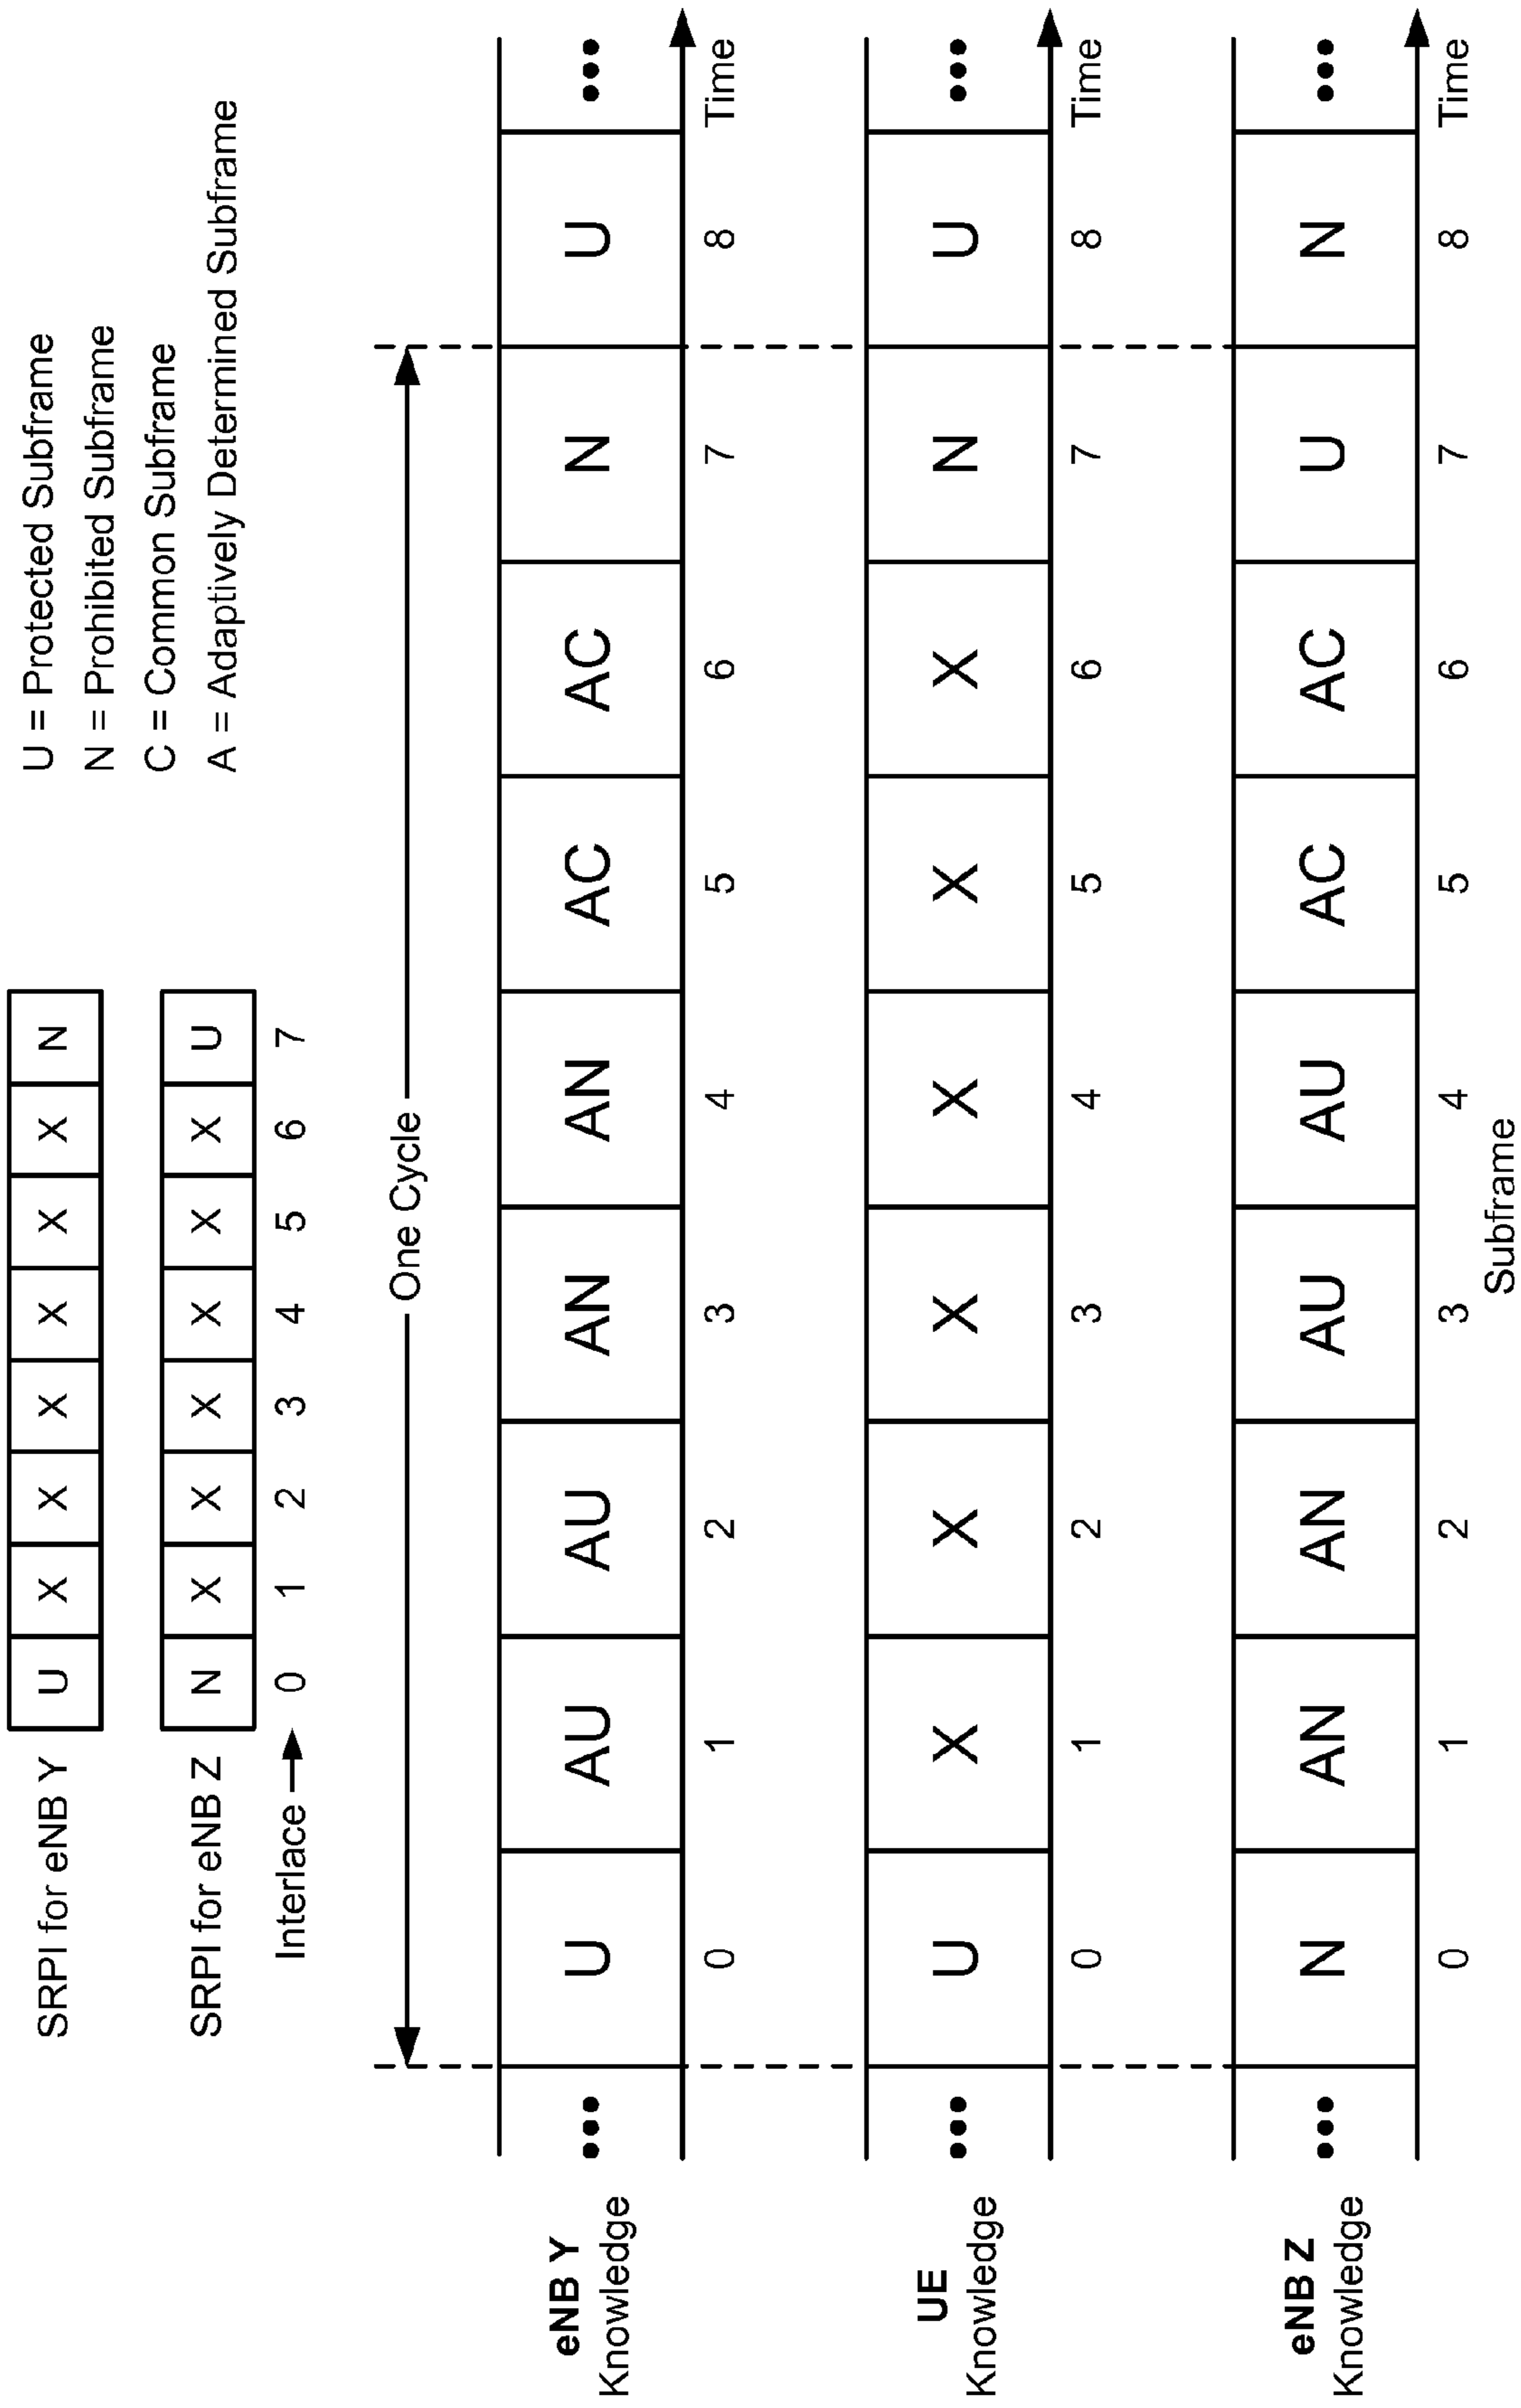 SRPI for eNB Y U X X X X X X N
SRPI for eNB Z N X X X X X X U
Interlace 0 1 2 3 4 5 6 7
U = Protected Subframe
N = Prohibited Subframe
C = Common Subframe
A = Adaptively Determined Subframe
One Cycle
eNB Y
Knowledge
••• U AU AU AN AN AC AC N U •••
0 1 2 3 4 5 6 7 8 Time
UE
Knowledge
••• U X X X X X X N U •••
0 1 2 3 4 5 6 7 8 Time
eNB Z
Knowledge
••• N AN AN AU AU AC AC U N •••
0 1 2 3 4 5 6 7 8 Time
Subframe